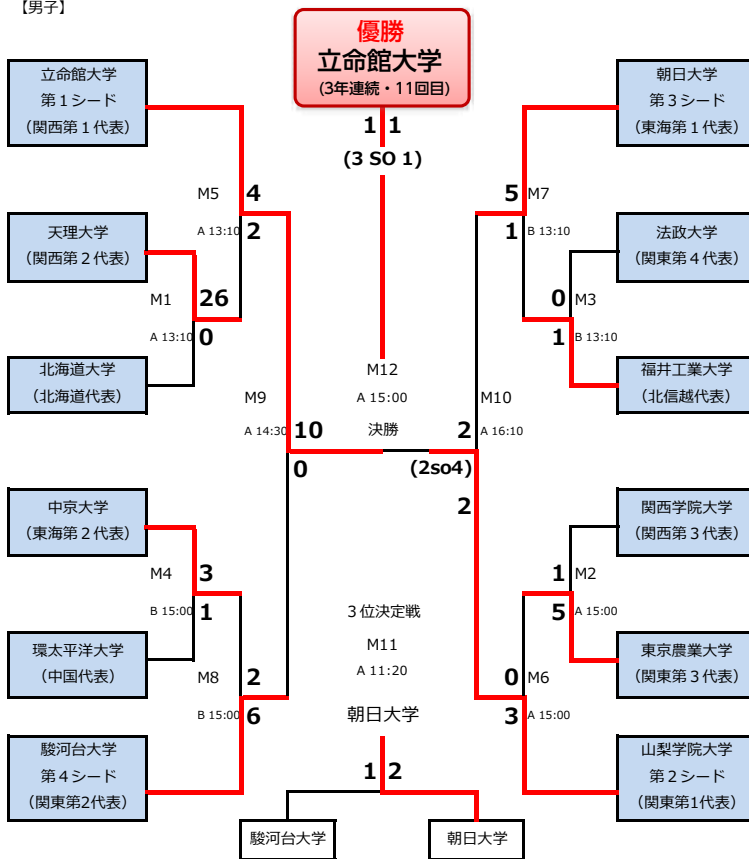 【男子】
優勝
立命館大学
(3年連続・11回目)
1 1
(3 SO 1)
立命館大学
第１シード
（関西第１代表）
朝日大学
第３シード
（東海第１代表）
M5
4
A 13:10
2
5
M7
1
B 13:10
天理大学
（関西第２代表）
法政大学
（関東第４代表）
M1
26
A 13:10
0
0
M3
1
B 13:10
北海道大学
（北海道代表）
福井工業大学
（北信越代表）
M12
A 15:00
決勝
M9
A 14:30
10
0
M10
2
A 16:10
(2so4)
2
中京大学
（東海第２代表）
関西学院大学
（関西第３代表）
M4
3
B 15:00
1
1
M2
5
A 15:00
環太平洋大学
（中国代表）
東京農業大学
（関東第３代表）
３位決定戦
M11
A 11:20
朝日大学
M8
2
B 15:00
6
0
M6
3
A 15:00
駿河台大学
第４シード
（関東第2代表）
山梨学院大学
第２シード
（関東第1代表）
1 2
駿河台大学
朝日大学